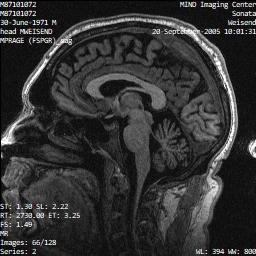 M87101072
M87101072
30-June-1971 M
head MWEISEND
MPRAGE (FSPGR)_sag
MIND Imaging Center
Sonata
Weisend
20-September-2005 10:01:31
ST: 1.30 SL: 2.22
RT: 2730.00 ET: 3.25
FS: 1.49
MR
Images: 66/128
Series: 2
WL: 394 WW: 800